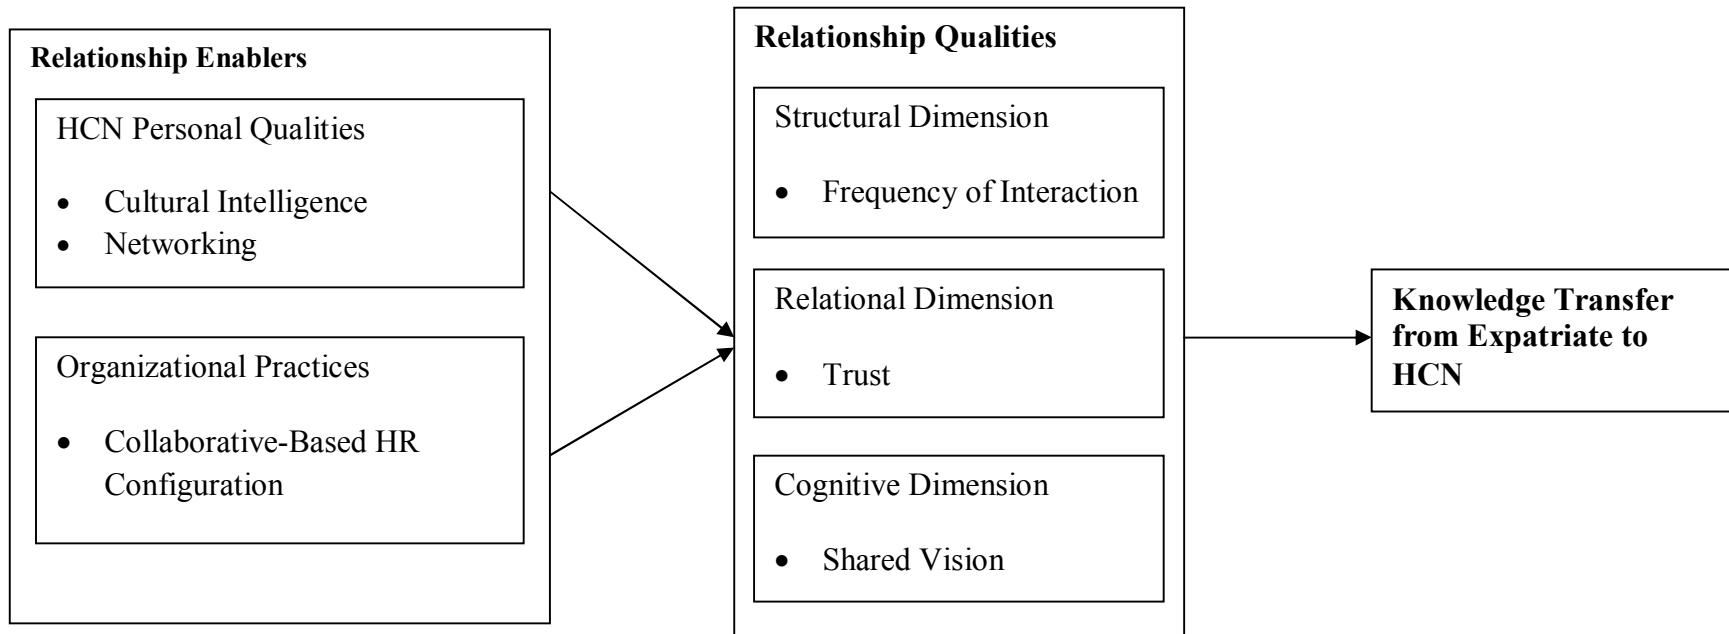 Relationship Enablers
HCN Personal Qualities
• Cultural Intelligence
• Networking
Organizational Practices
• Collaborative-Based HR
Configuration
Relationship Qualities
Structural Dimension
• Frequency of Interaction
Relational Dimension
• Trust
Cognitive Dimension
• Shared Vision
Knowledge Transfer
from Expatriate to
HCN